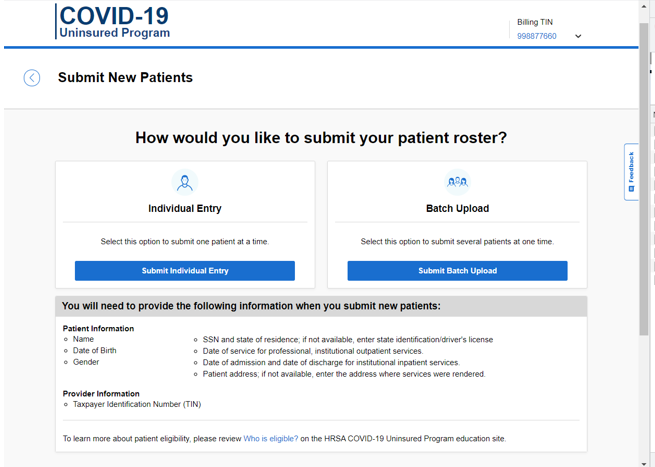 COVID-19
Uninsured Program
Billing TIN
998877660
Submit New Patients
How would you like to submit your patient roster?
Individual Entry
Select this option to submit one patient at a time.
Submit Individual Entry
Batch Upload
Select this option to submit several patients at one time.
Submit Batch Upload
Feedback
You will need to provide the following information when you submit new patients:
Patient Information
Name
Date of Birth
Gender
SSN and state of residence; if not available, enter state identification/driver's license
Date of service for professional, institutional outpatient services.
Date of admission and date of discharge for institutional inpatient services.
Patient address; if not available, enter the address where services were rendered.
Provider Information
Taxpayer Identification Number (TIN)
To learn more about patient eligibility, please review Who is eligible? on the HRSA COVID-19 Uninsured Program education site.